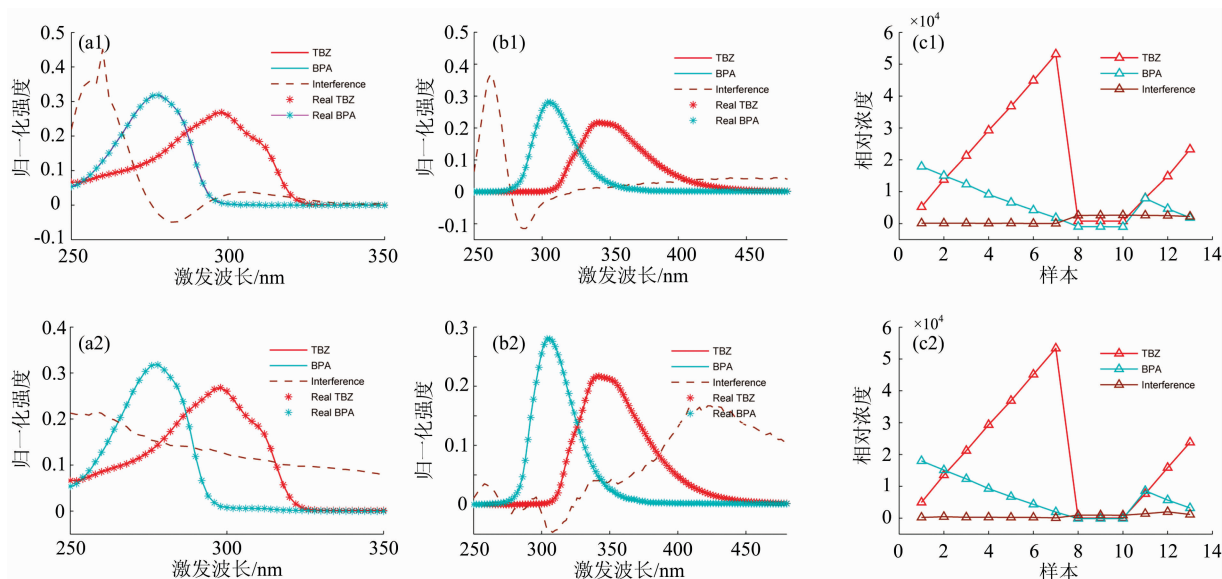 (a1)
0.5
0.4
0.3
0.2
0.1
0
-0.1
归一化强度
TBZ
BPA
Interference
Real TBZ
Real BPA
250
300
350
激发波长/nm
(b1)
0.5
0.4
0.3
0.2
0.1
0
-0.1
归一化强度
TBZ
BPA
Interference
Real TBZ
Real BPA
250
300
350
400
450
激发波长/nm
×10⁴
(c1)
6
5
4
3
2
1
0
相对浓度
TBZ
BPA
Interference
0
2
4
6
8
10
12
14
样本
(a2)
0.4
0.3
0.2
0.1
0
归一化强度
TBZ
BPA
Interference
Real TBZ
Real BPA
250
300
350
激发波长/nm
(b2)
0.3
0.2
0.1
0
归一化强度
TBZ
BPA
Interference
Real TBZ
Real BPA
250
300
350
400
450
激发波长/nm
×10⁴
(c2)
6
5
4
3
2
1
0
相对浓度
TBZ
BPA
Interference
0
2
4
6
8
10
12
14
样本